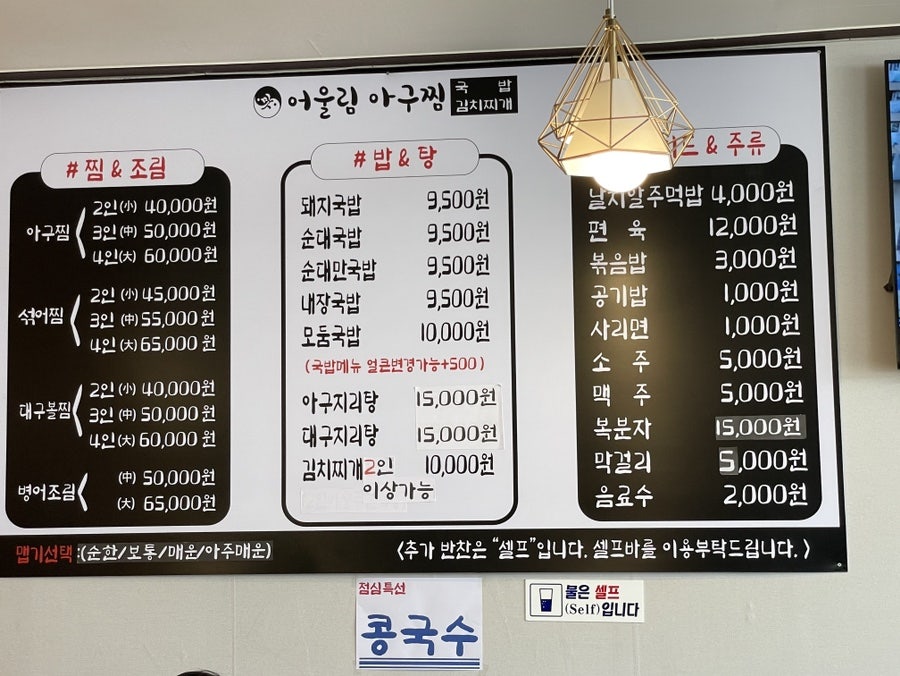 어울림 아구찜 국밥 김치찌개
# 찜 & 조림
아구찜
2인(小) 40,000원
3인(中) 50,000원
4인(大) 60,000원
섞어찜
2인(小) 45,000원
3인(中) 55,000원
4인(大) 65,000원
대구볼찜
2인(小) 40,000원
3인(中) 50,000원
4인(大) 60,000원
병어조림
(中) 50,000원
(大) 65,000원
# 밥 & 탕
돼지국밥 9,500원
순대국밥 9,500원
순대만국밥 9,500원
내장국밥 9,500원
모둠국밥 10,000원
(국밥메뉴 얼큰변경가능+500)
아구지리탕 15,000원
대구지리탕 15,000원
김치찌개2인 10,000원
이상가능
& 주류
날치알주먹밥 4,000원
편 육 12,000원
볶음밥 3,000원
공기밥 1,000원
사리면 1,000원
소 주 5,000원
맥 주 5,000원
복분자 15,000원
막걸리 5,000원
음료수 2,000원
맵기선택:(순한/보통/매운/아주매운)
〈추가 반찬은 "셀프"입니다. 셀프바를 이용부탁드립니다.〉
점심특선
콩국수
물은 셀프
(Self)입니다